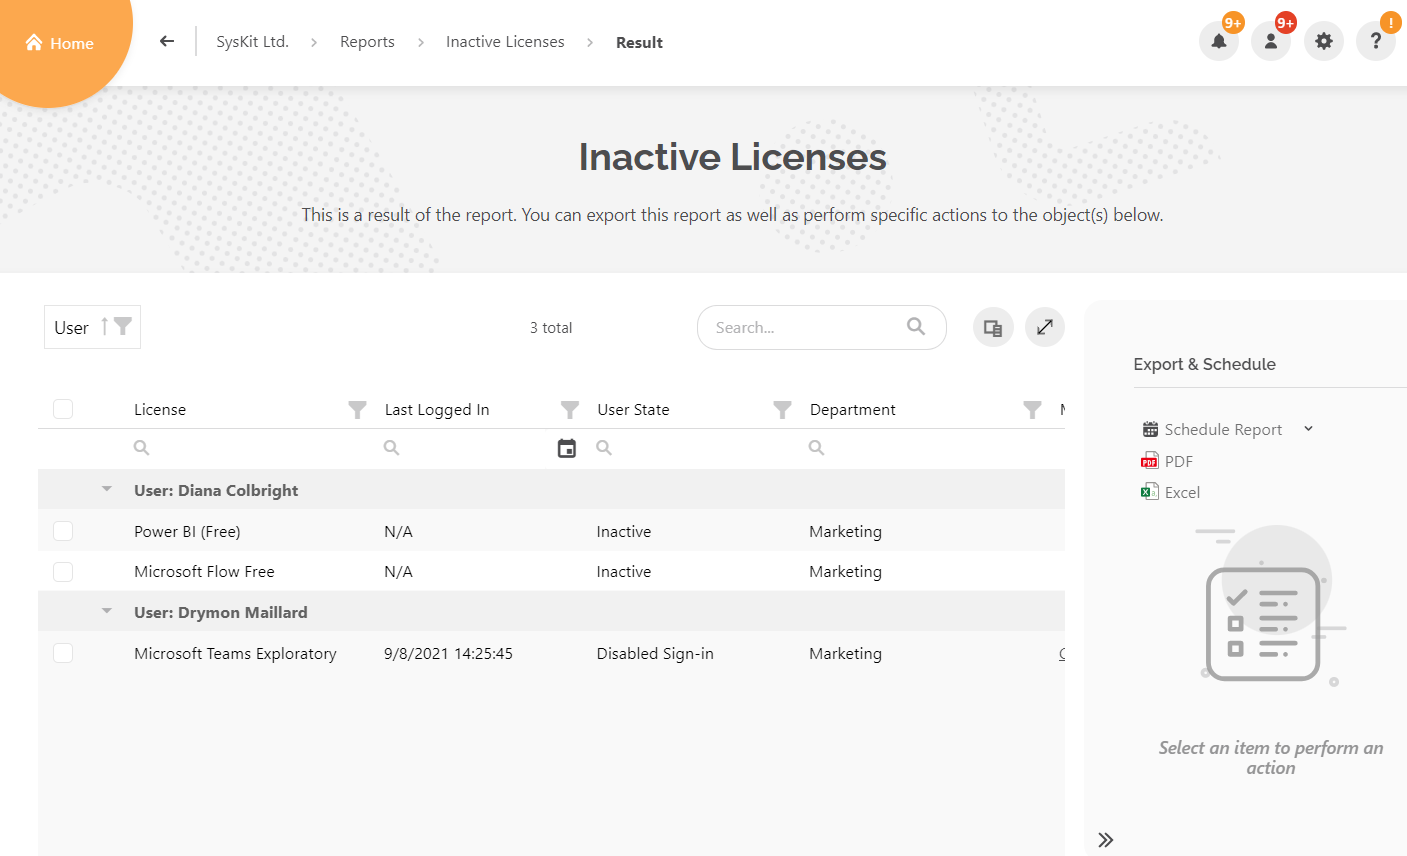 Home
SysKit Ltd. > Reports > Inactive Licenses > Result
9+ 9+ ! ?
Inactive Licenses
This is a result of the report. You can export this report as well as perform specific actions to the object(s) below.
User
3 total
Search...
License Last Logged In User State Department
User: Diana Colbright
Power BI (Free) N/A Inactive Marketing
Microsoft Flow Free N/A Inactive Marketing
User: Drymon Maillard
Microsoft Teams Exploratory 9/8/2021 14:25:45 Disabled Sign-in Marketing
Export & Schedule
Schedule Report
PDF PDF
Excel
Select an item to perform an
action